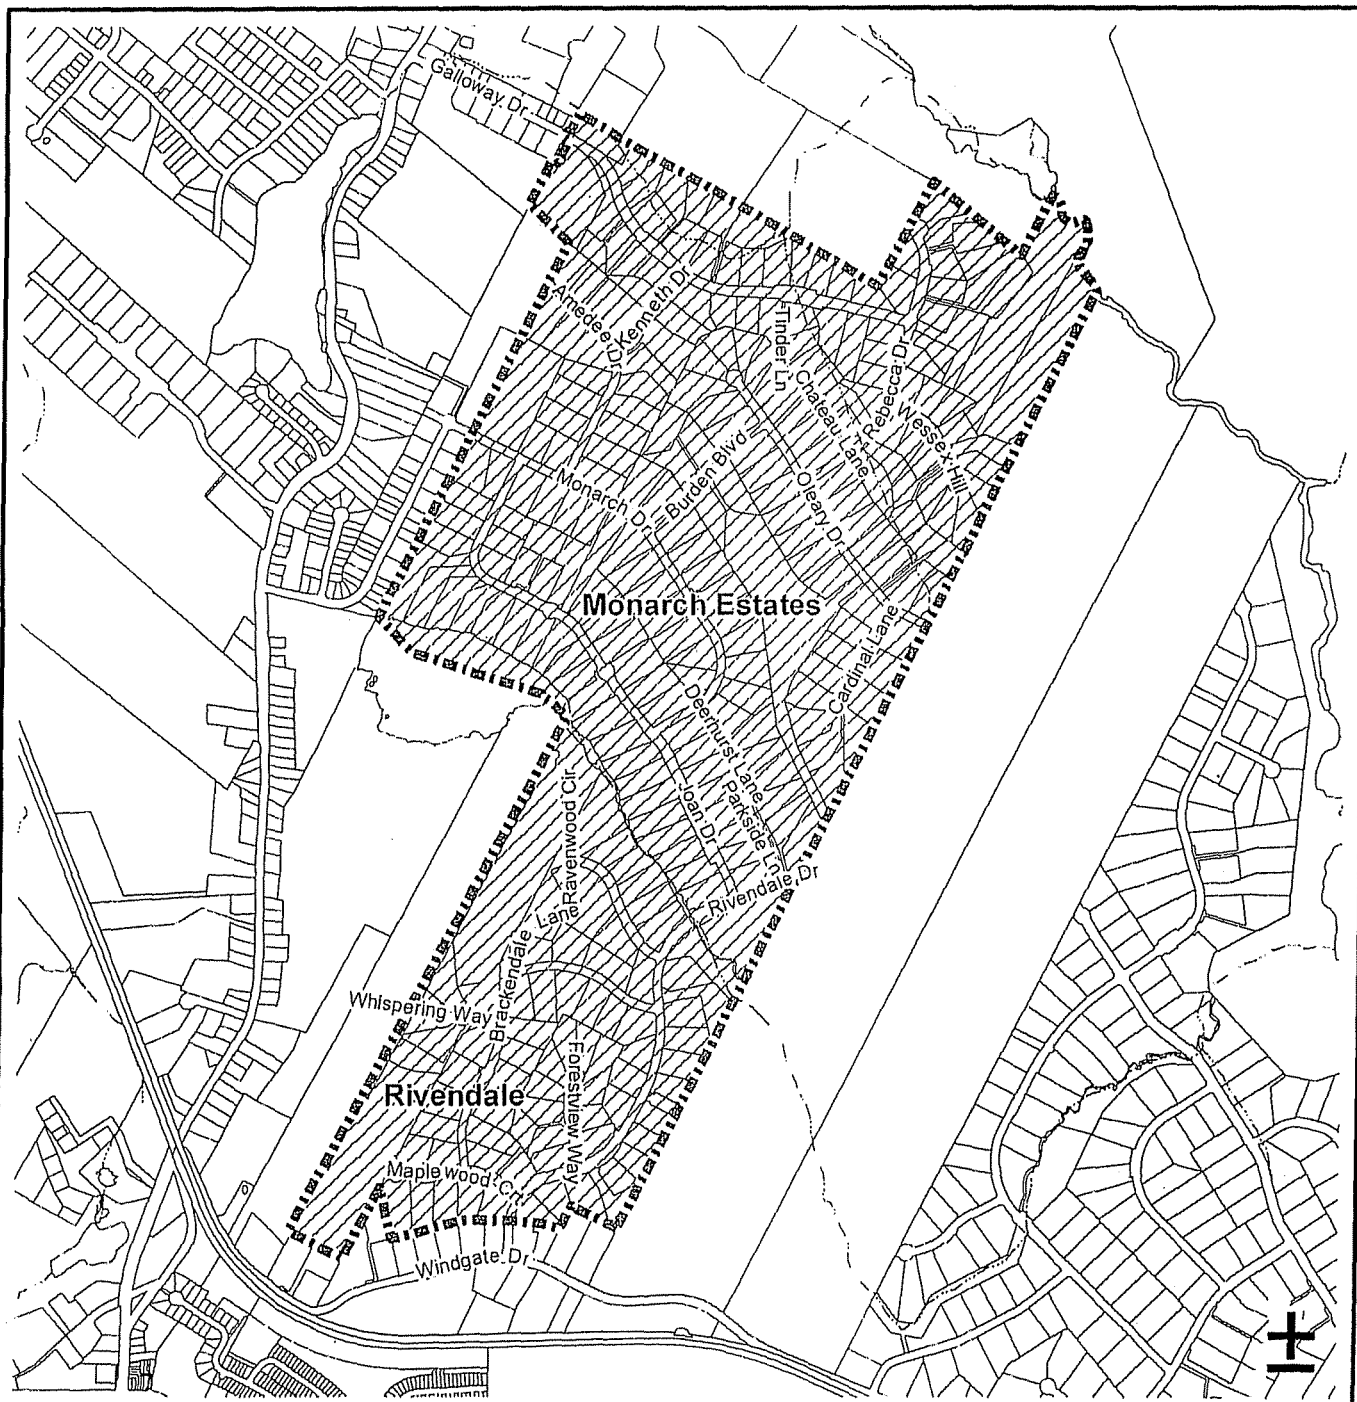 Galloway Dr
Kenneth Dr
Amedee Dr
Tinder Ln
Chateau Lane
Rebecca Dr
Wessex Hill
Burden Blvd
Oleary Dr
Monarch Dr
Monarch Estates
Cardinal Lane
Deerhurst Lane
Parkside Ln
Joan Dr
Ravenwood Cir
Rivendale Dr
Brackendale Lane
Whispering Way
Forestview Way
Rivendale
Maplewood Crt
Windgate Dr